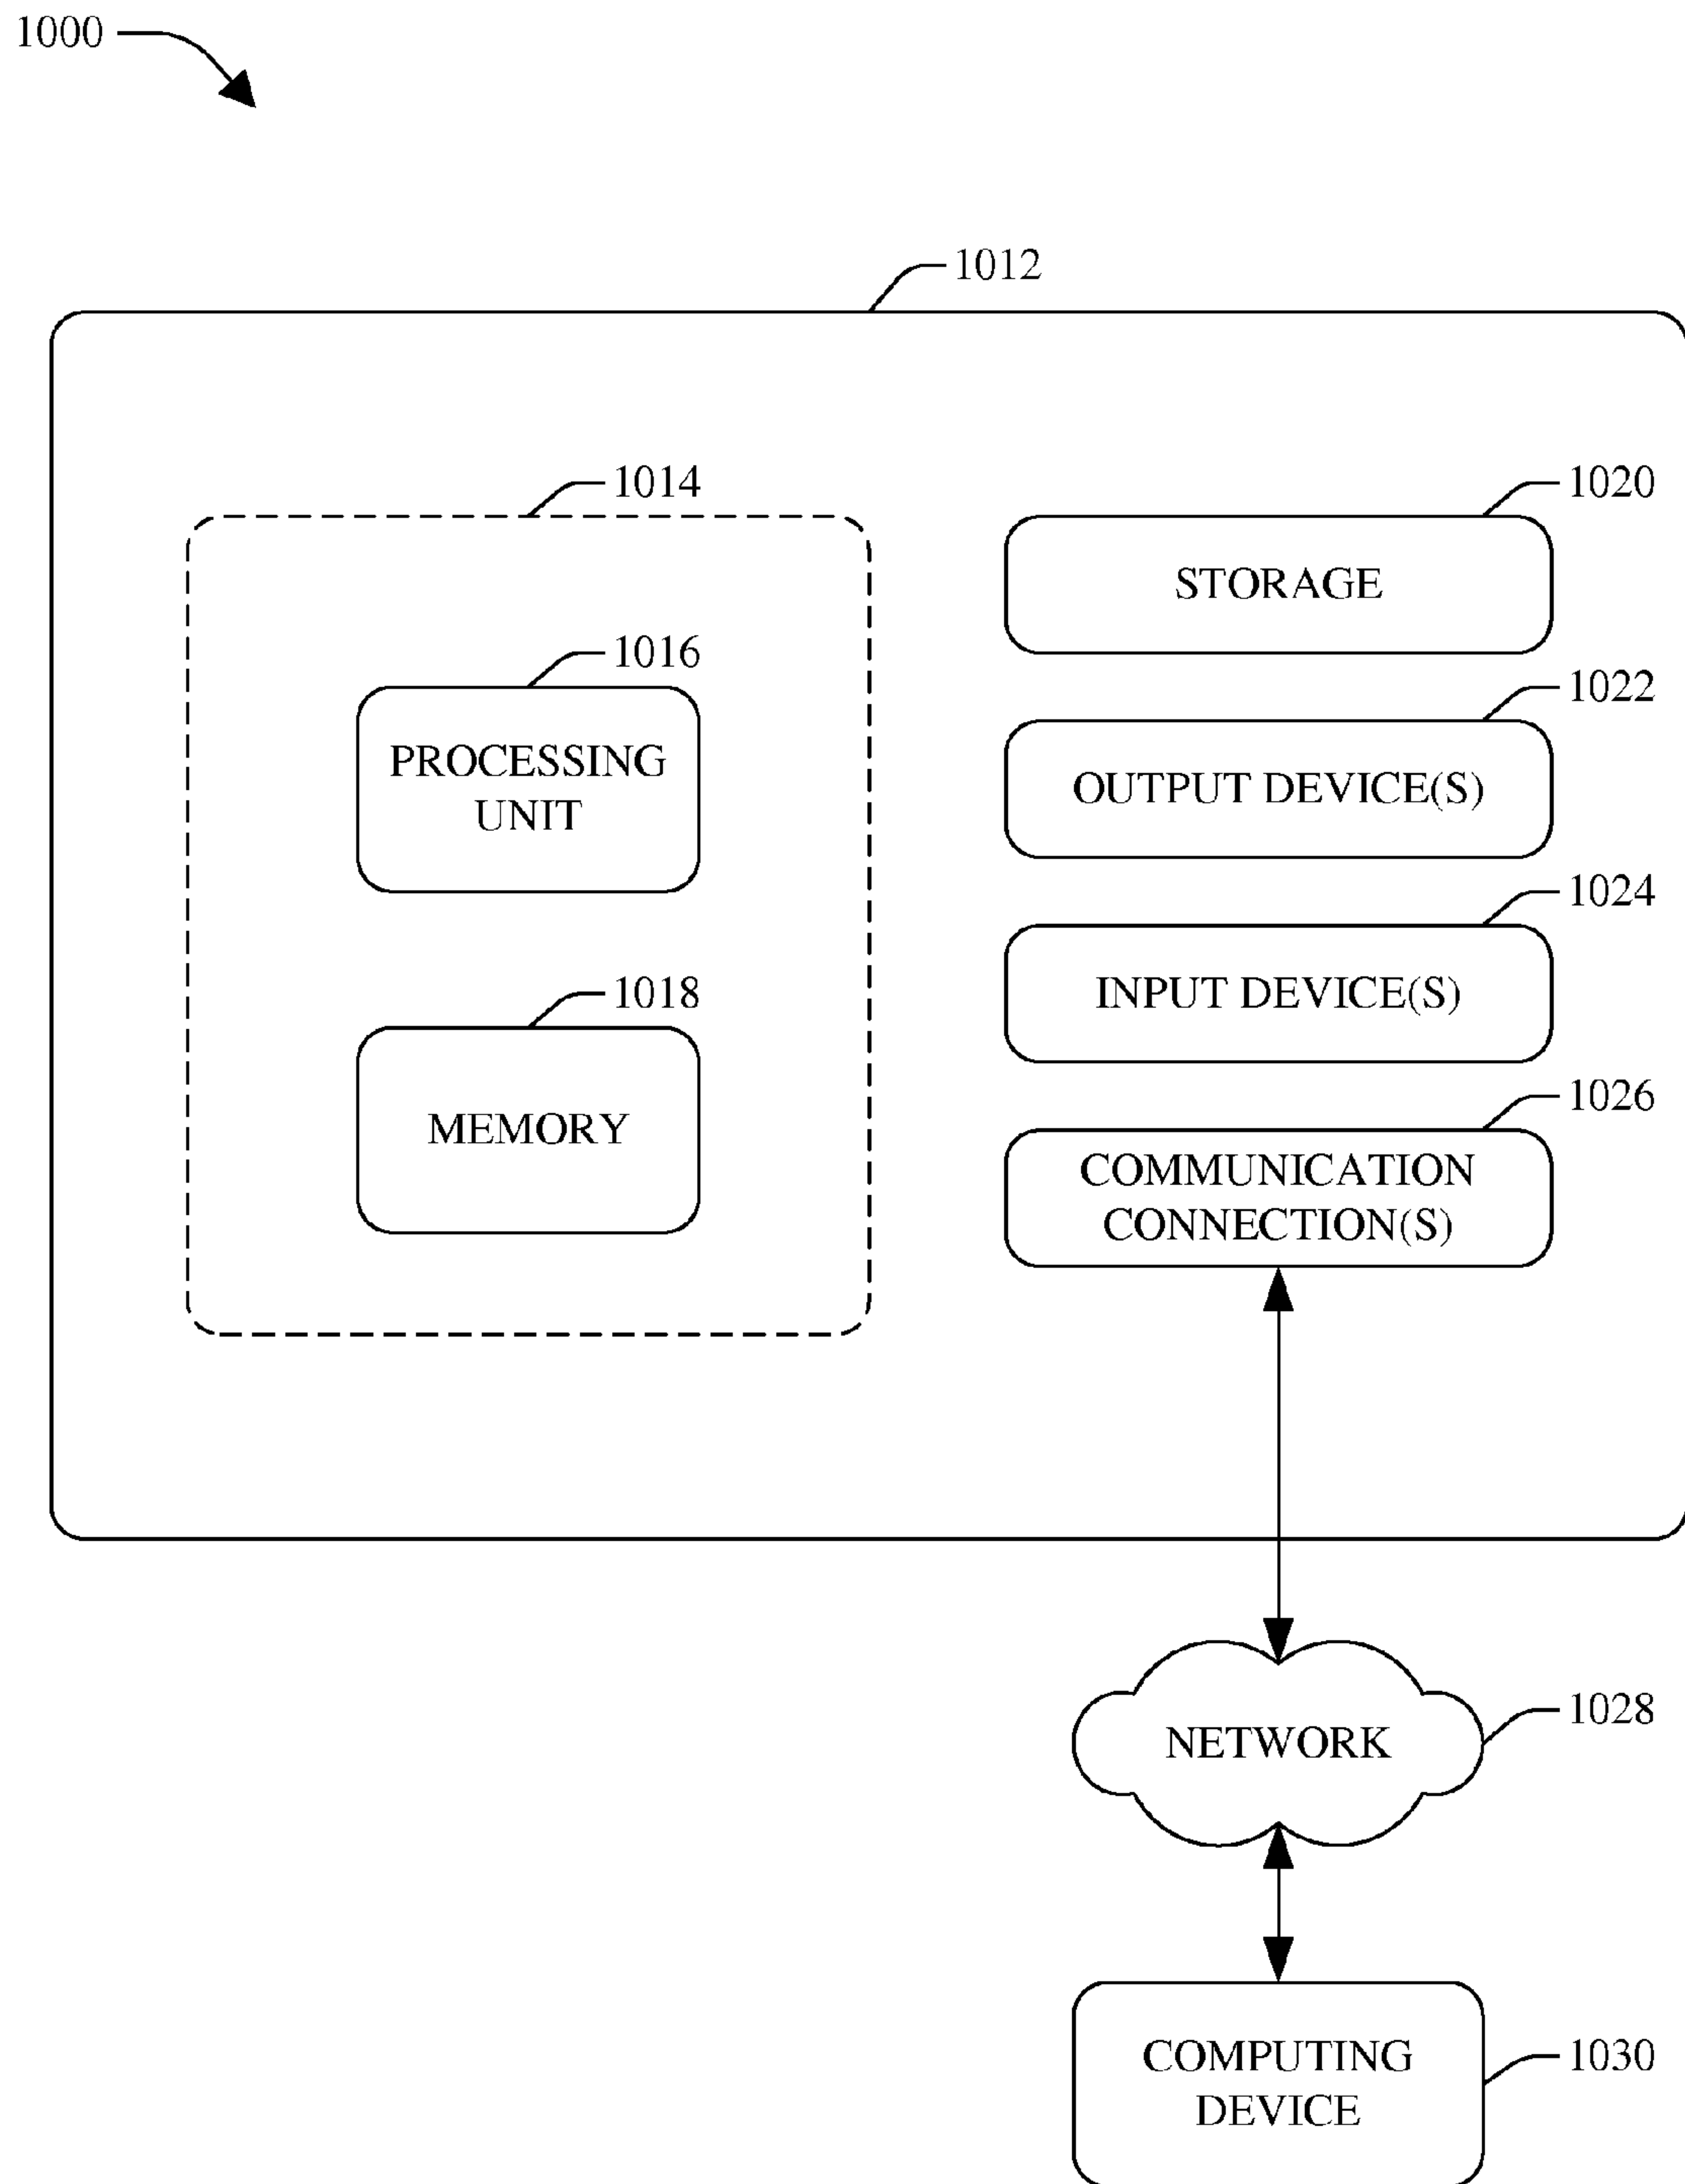 1000
1012
1014
1016
PROCESSING
UNIT
1018
MEMORY
1020
STORAGE
1022
OUTPUT DEVICE(S)
1024
INPUT DEVICE(S)
1026
COMMUNICATION
CONNECTION(S)
1028
NETWORK
1030
COMPUTING
DEVICE